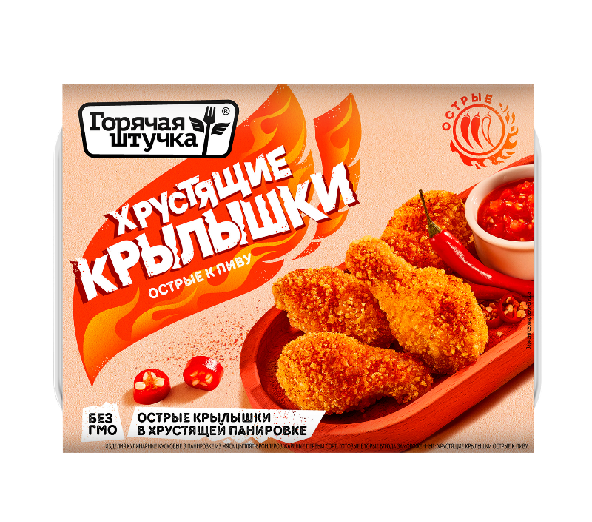 Горячая
штучка
®
ОСТРЫЕ
ХРУСТЯЩИЕ
КРЫЛЫШКИ
ОСТРЫЕ К ПИВУ
БЕЗ
ГМО
ОСТРЫЕ КРЫЛЫШКИ
В ХРУСТЯЩЕЙ ПАНИРОВКЕ